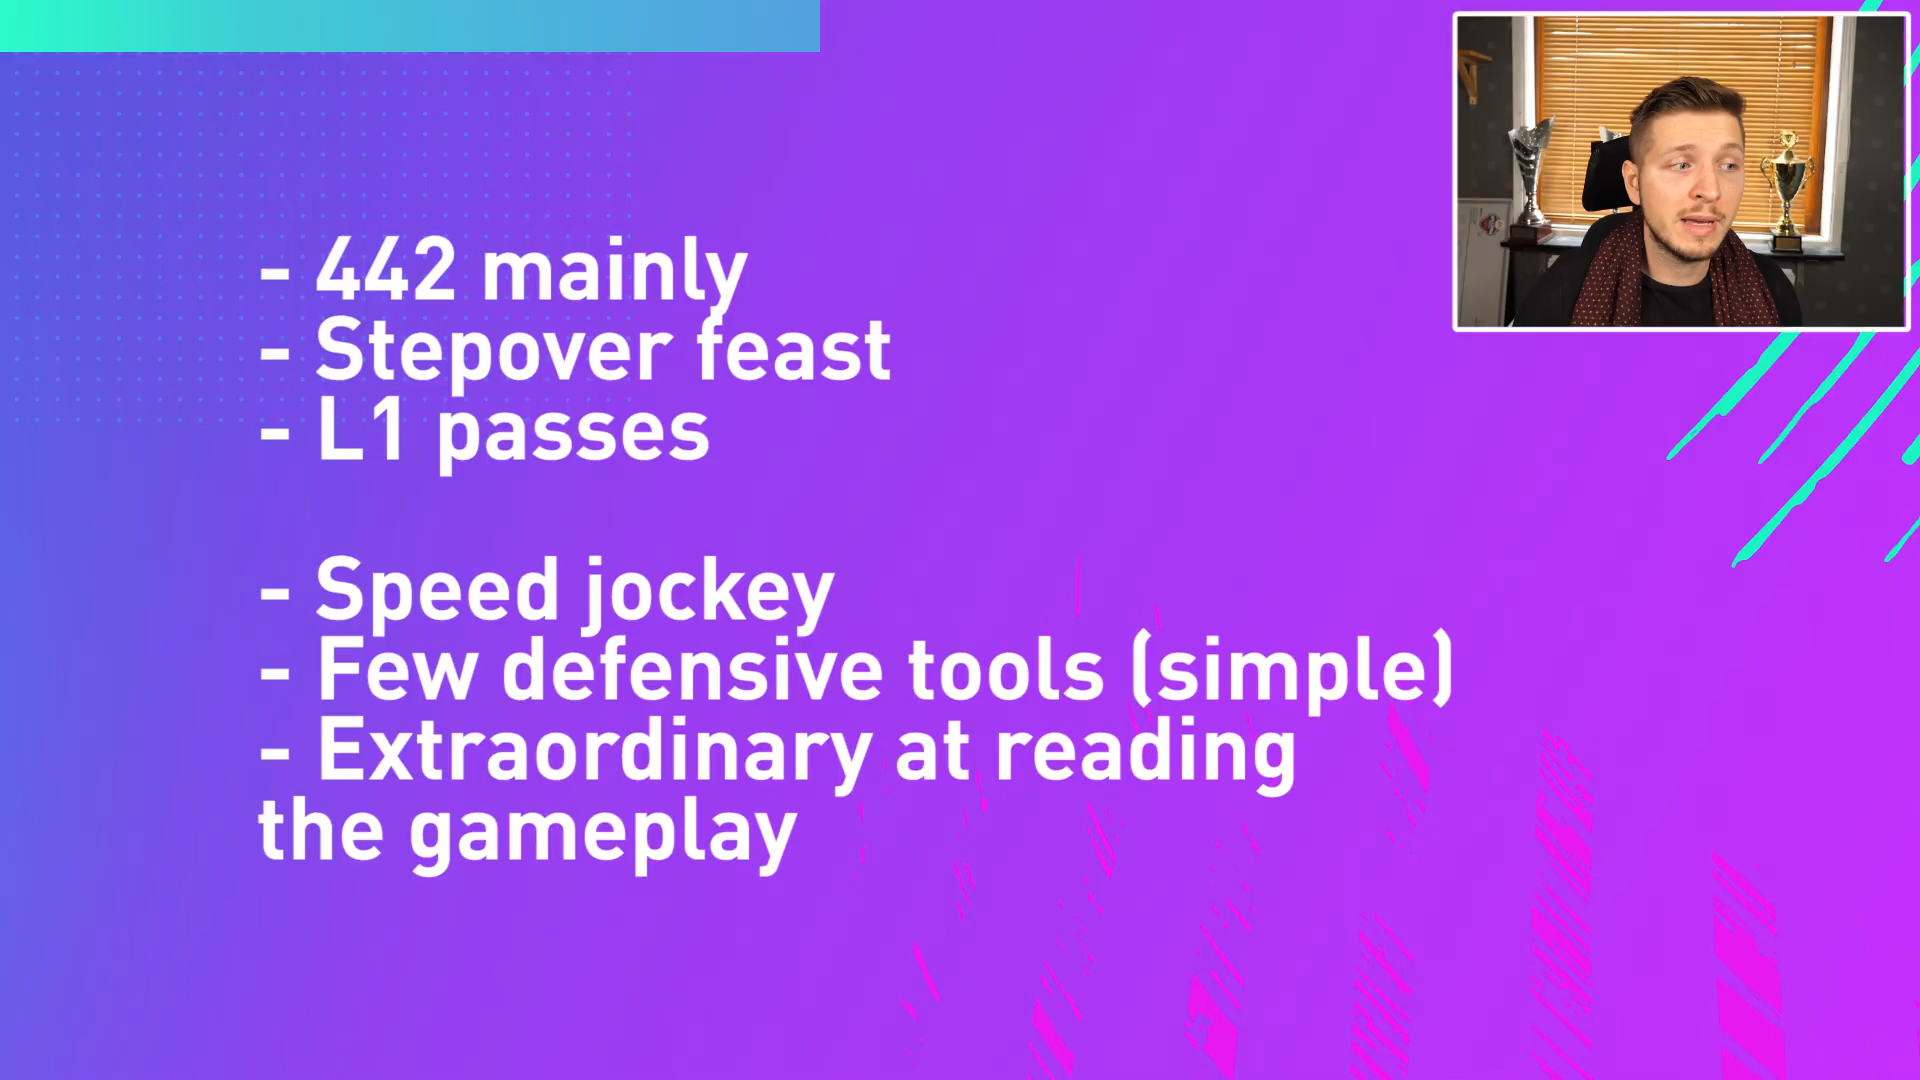 - 442 mainly
- Stepover feast
- L1 passes
- Speed jockey
- Few defensive tools (simple)
- Extraordinary at reading
the gameplay